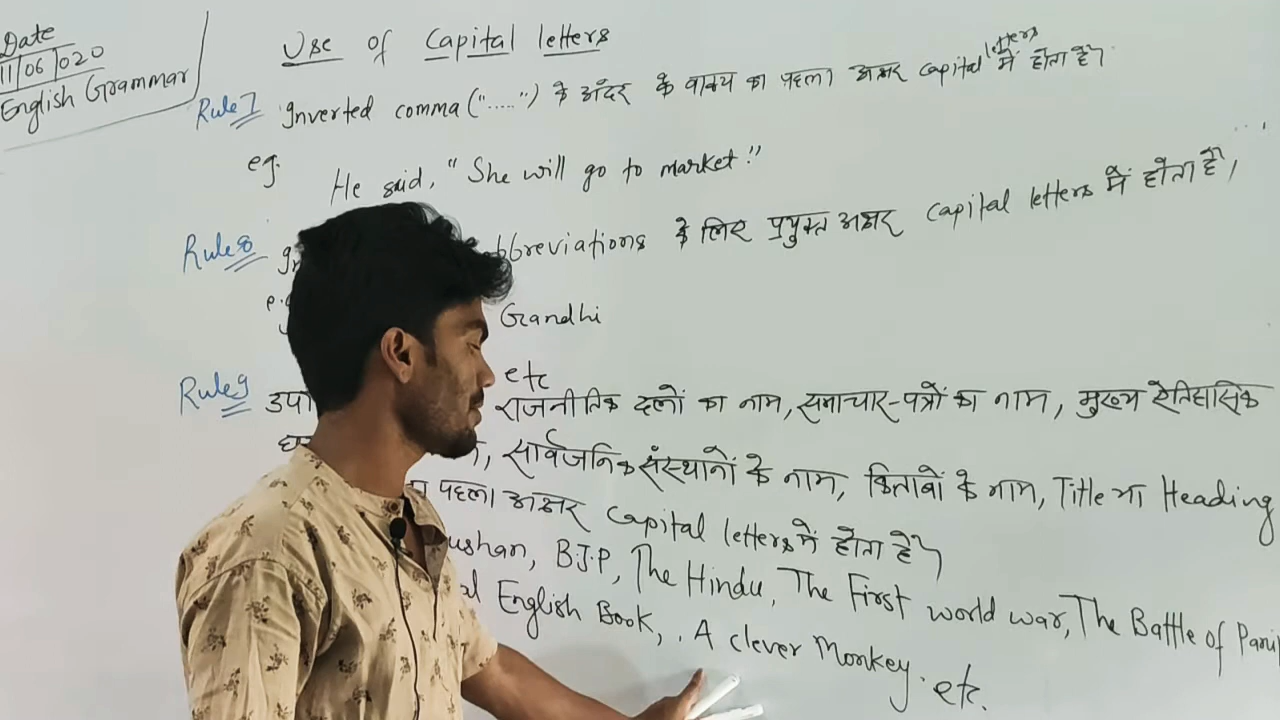 Date
11/06/020
English Grammar
Use of Capital letters
Rule 7 Inverted comma (".....") के अंदर के वाक्य का पहला अक्षर capital letters में होता है।
eg. He said, "She will go to market."
Rule 8 abbreviations के लिए प्रयुक्त अक्षर capital letters में होता है,
Gandhi
etc
Rule 9 राजनीतिक दलों का नाम, समाचार-पत्रों का नाम, मुख्य ऐतिहासिक
सार्वजनिक संस्थानों के नाम, किताबों के नाम, Title या Heading
पहला अक्षर capital letters में होता है।
ushan, B.J.P, The Hindu, The First world war, The Battle of Pani
English Book, A clever Monkey. etc.